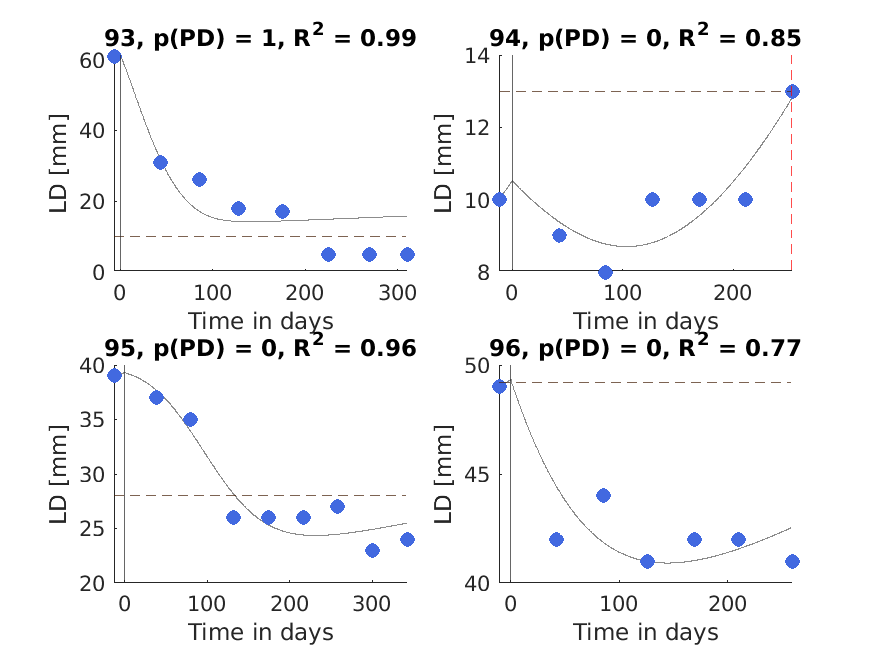 93, p(PD) = 1, R² = 0.99
60
40
20
0
LD [mm]
0 100 200 300
Time in days
94, p(PD) = 0, R² = 0.85
14
12
10
8
LD [mm]
0 100 200
Time in days
95, p(PD) = 0, R² = 0.96
40
35
30
25
20
LD [mm]
0 100 200 300
Time in days
96, p(PD) = 0, R² = 0.77
50
45
40
LD [mm]
0 100 200
Time in days